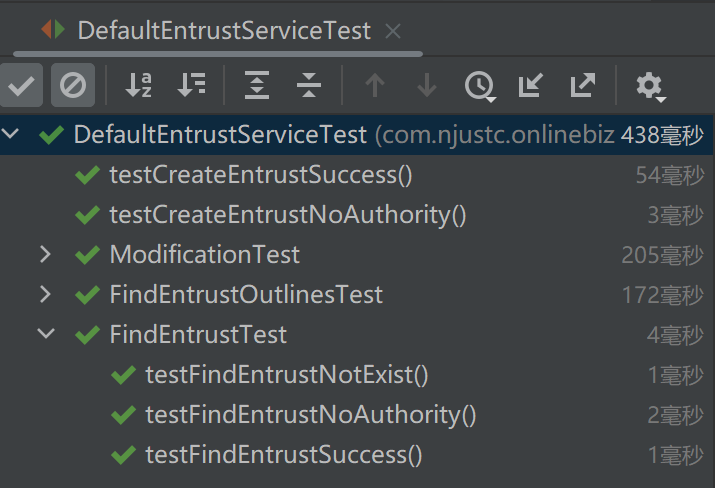 DefaultEntrustServiceTest
DefaultEntrustServiceTest (com.njustc.onlinebiz 438毫秒
testCreateEntrustSuccess() 54毫秒
testCreateEntrustNoAuthority() 3毫秒
ModificationTest 205毫秒
FindEntrustOutlinesTest 172毫秒
FindEntrustTest 4毫秒
testFindEntrustNotExist() 1毫秒
testFindEntrustNoAuthority() 2毫秒
testFindEntrustSuccess() 1毫秒